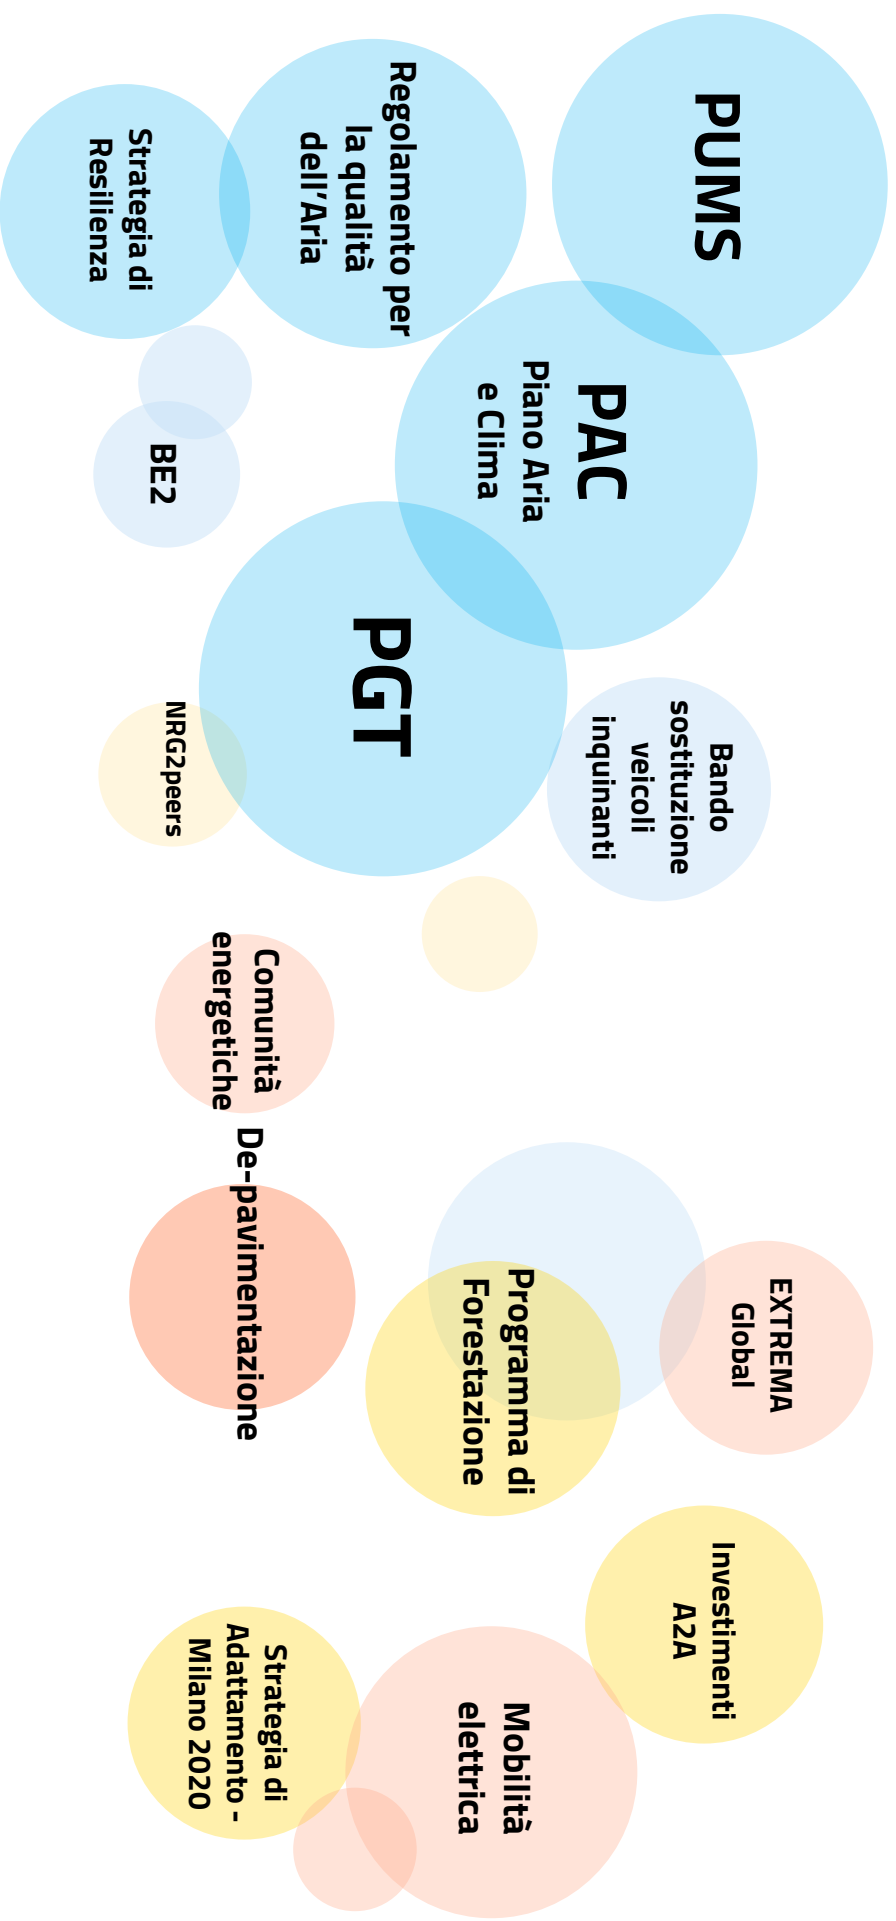 PUMS
Regolamento per
la qualità
dell’Aria
Strategia di
Resilienza
PAC
Piano Aria
e Clima
BE2
PGT
Bando
sostituzione
veicoli
inquinanti
NRG2peers
Comunità
energetiche
De-pavimentazione
Programma di
Forestazione
EXTREMA
Global
Investimenti
A2A
Mobilità
elettrica
Strategia di
Adattamento -
Milano 2020